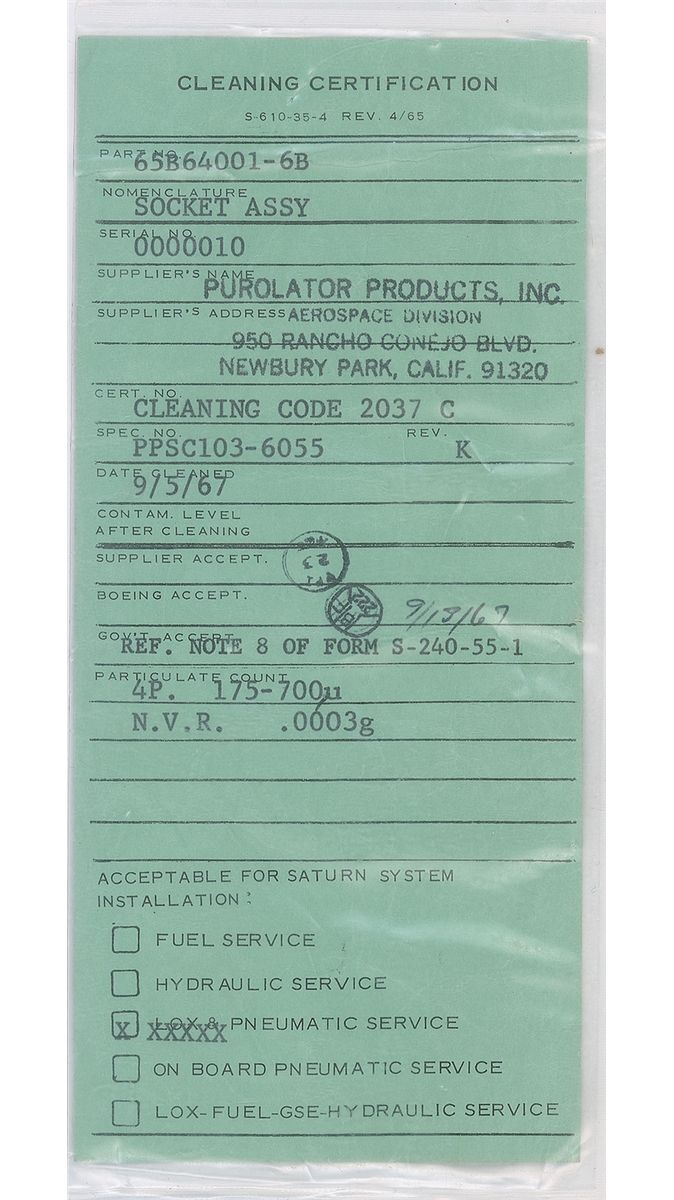 CLEANING CERTIFICATION
S-610-35-4 REV. 4/65
PART NO.
65B64001-6B
NOMENCLATURE
SOCKET ASSY
SERIAL NO.
0000010
SUPPLIER'S NAME
PUROLATOR PRODUCTS, INC.
SUPPLIER'S ADDRESS AEROSPACE DIVISION
950 RANCHO CONEJO BLVD.
NEWBURY PARK, CALIF. 91320
CERT. NO.
CLEANING CODE 2037 C
SPEC. NO. REV.
PPSC103-6055 K
DATE CLEANED
9/5/67
CONTAM. LEVEL
AFTER CLEANING
SUPPLIER ACCEPT.
23
BOEING ACCEPT.
9/13/67
GOV'T. ACCEPT.
REF. NOTE 8 OF FORM S-240-55-1
PARTICULATE COUNT
4P. 175-700µ
N.V.R. .0003g
ACCEPTABLE FOR SATURN SYSTEM
INSTALLATION:
FUEL SERVICE
HYDRAULIC SERVICE
X LOX & PNEUMATIC SERVICE
ON BOARD PNEUMATIC SERVICE
LOX-FUEL-GSE-HYDRAULIC SERVICE